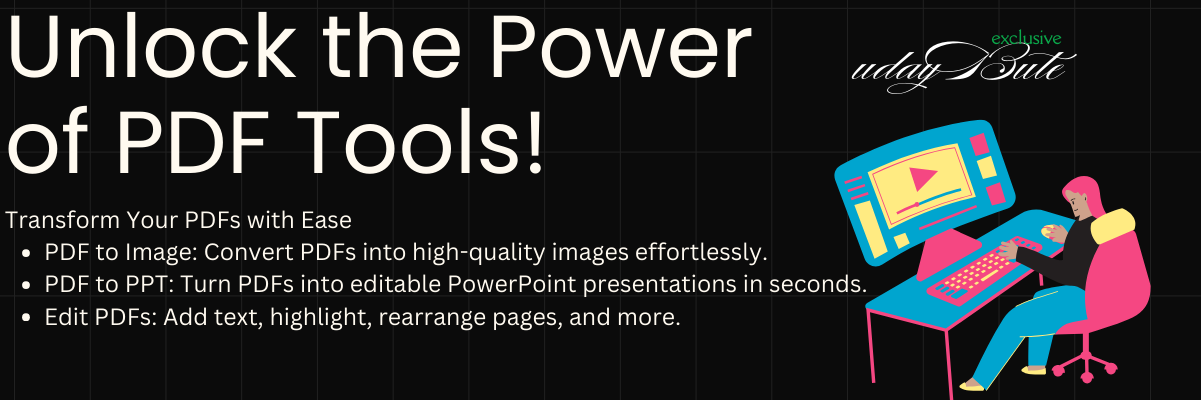 Unlock the Power
of PDF Tools!
exclusive
uday Bute
Transform Your PDFs with Ease
• PDF to Image: Convert PDFs into high-quality images effortlessly.
• PDF to PPT: Turn PDFs into editable PowerPoint presentations in seconds.
• Edit PDFs: Add text, highlight, rearrange pages, and more.